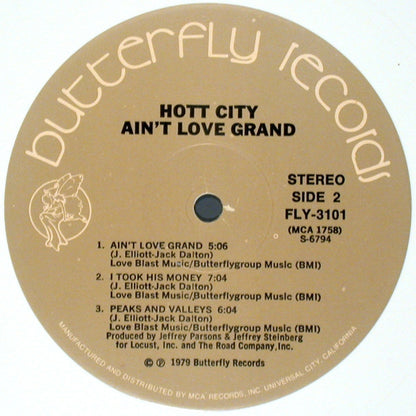 butterfly records
HOTT CITY
AIN'T LOVE GRAND
STEREO
SIDE 2
FLY-3101
(MCA 1758)
S-6794
1. AIN'T LOVE GRAND 5:06
(J. Elliott-Jack Dalton)
Love Blast Music/Butterflygroup Music (BMI)
2. I TOOK HIS MONEY 7:04
(J. Elliott-Jack Dalton)
Love Blast Music/Butterflygroup Music (BMI)
3. PEAKS AND VALLEYS 6:04
(J. Elliott-Jack Dalton)
Love Blast Music/Butterflygroup Music (BMI)
Produced by Jeffrey Parsons & Jeffrey Steinberg
for Locust, Inc. and The Road Company, Inc.
© ℗ 1979 Butterfly Records
MANUFACTURED AND DISTRIBUTED BY MCA RECORDS, INC UNIVERSAL CITY, CALIFORNIA